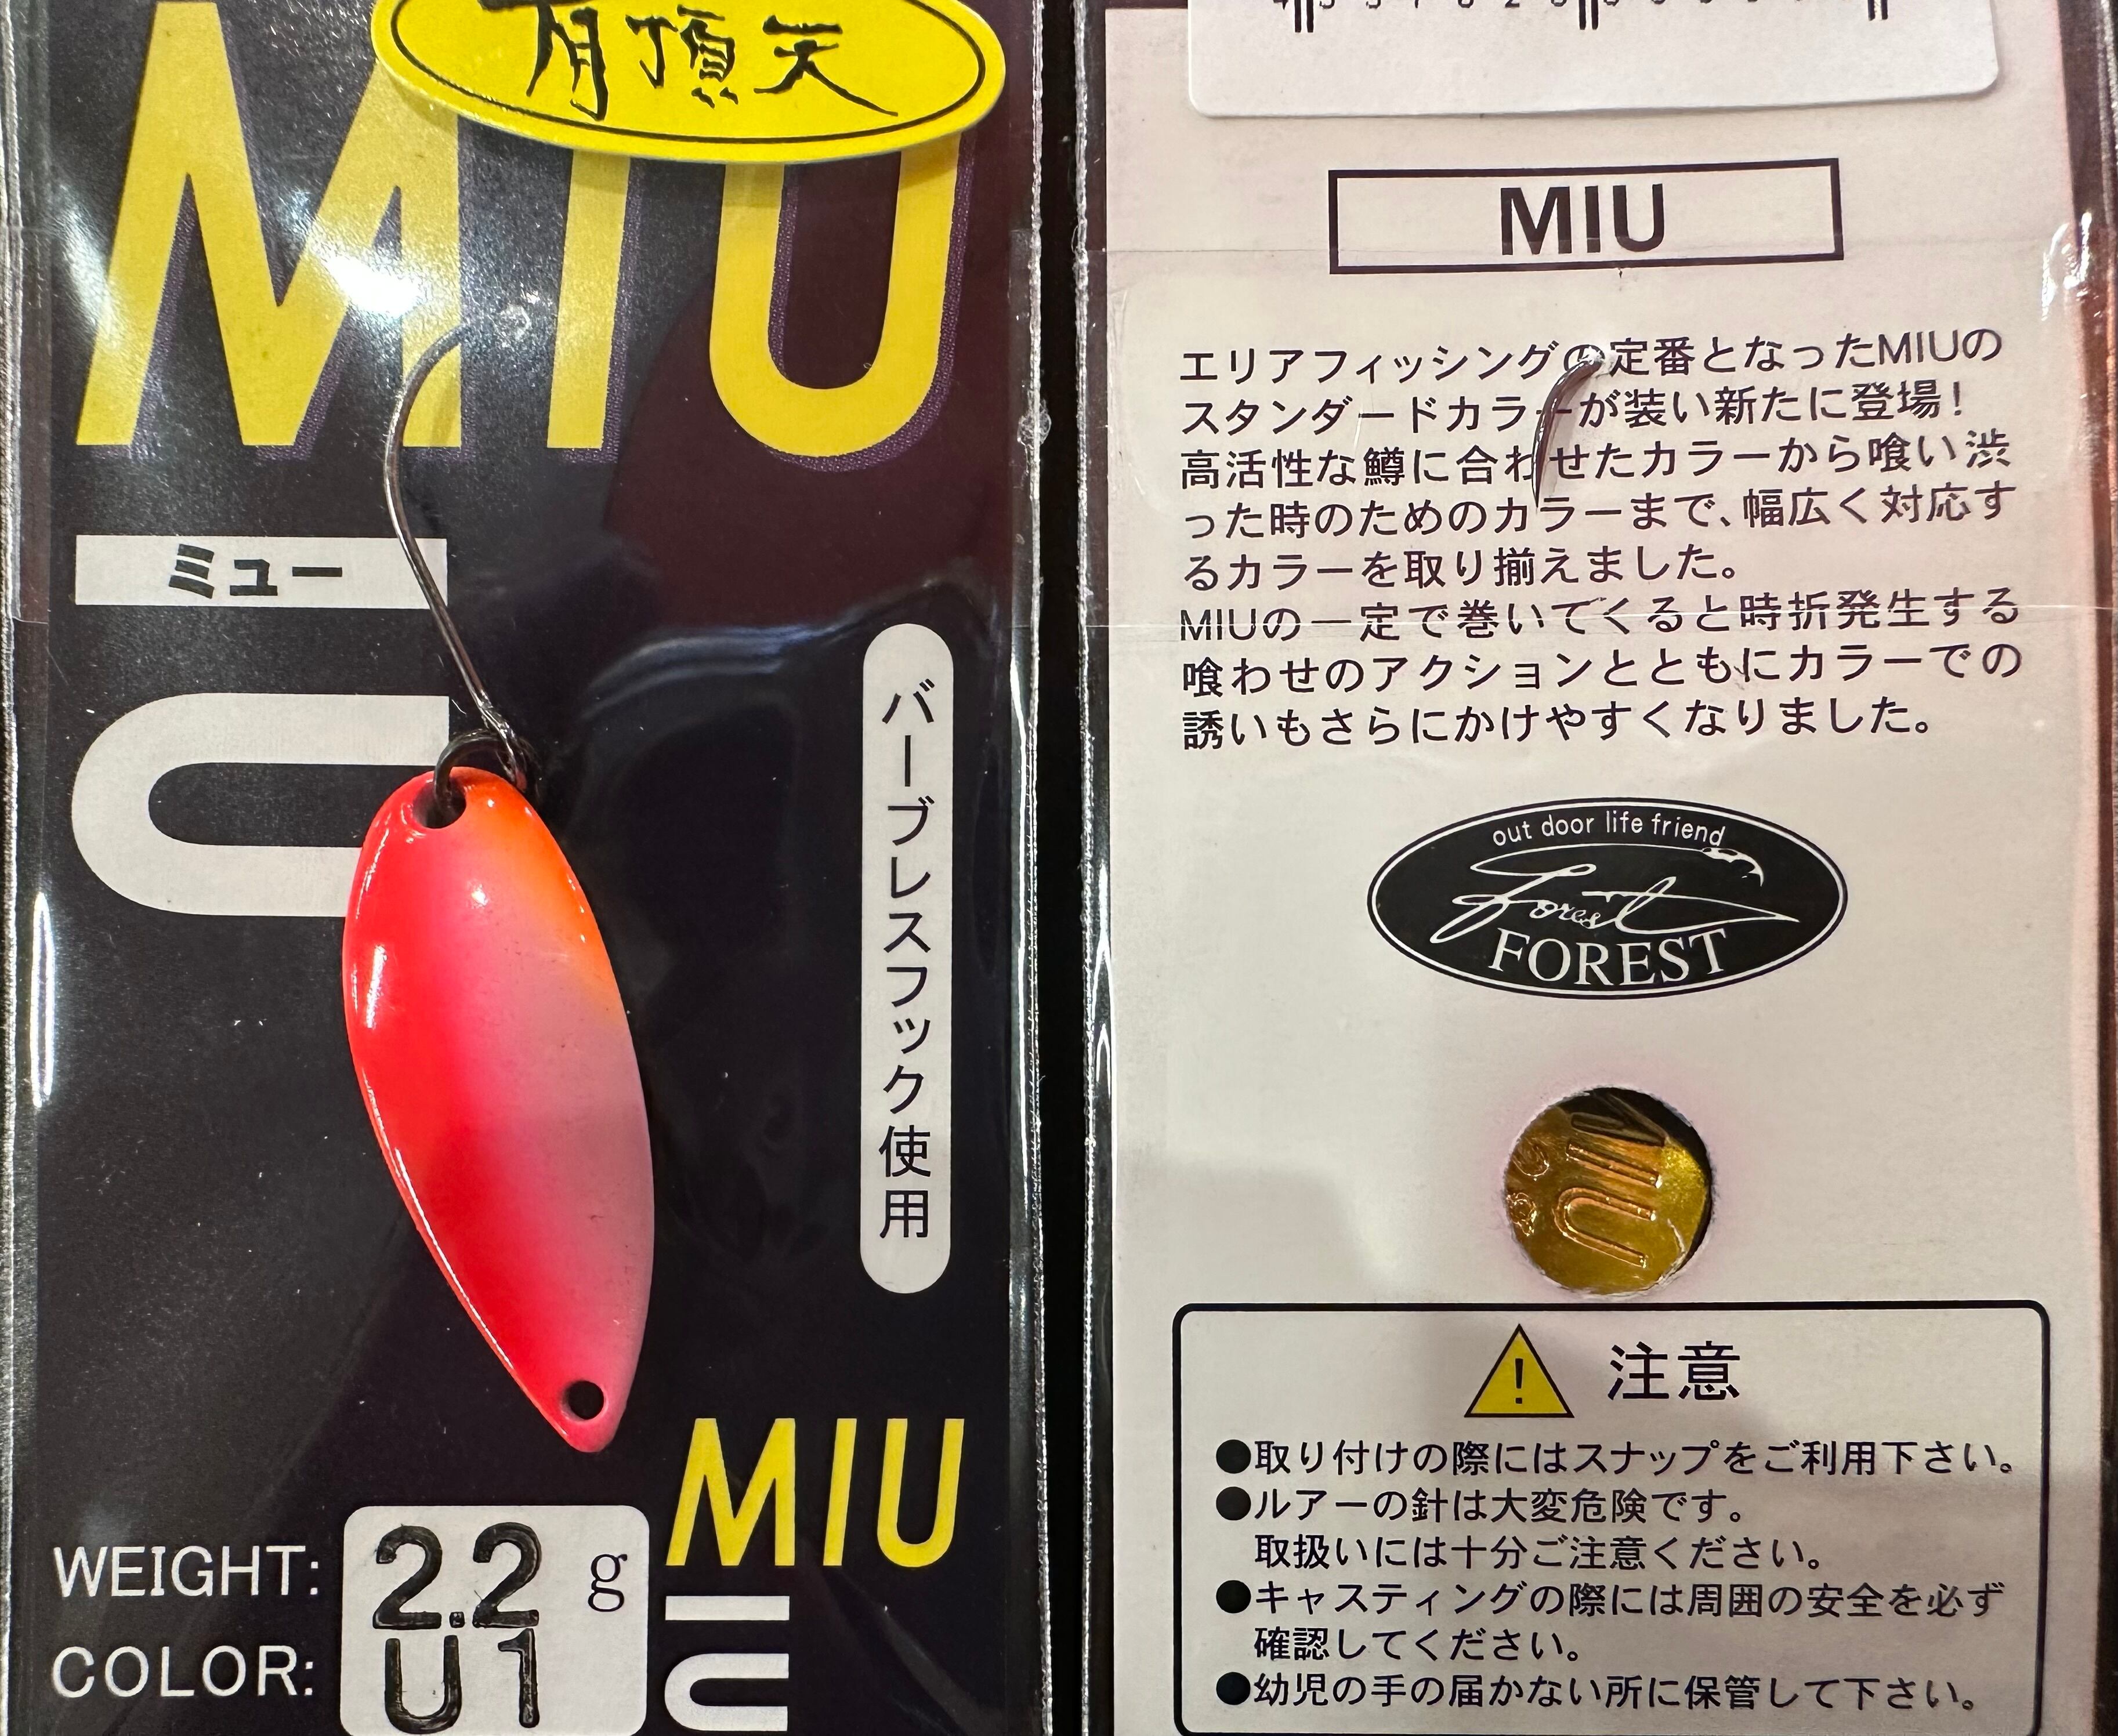 有頂天
MIU
ミュー
バーブレスフック使用
MIU
WEIGHT: 2.2 g
COLOR: U1
MIU
エリアフィッシングの定番となったMIUの
スタンダードカラーが装い新たに登場!
高活性な鱒に合わせたカラーから喰い渋
った時のためのカラーまで、幅広く対応す
るカラーを取り揃えました。
MIUの一定で巻いてくると時折発生する
喰わせのアクションとともにカラーでの
誘いもさらにかけやすくなりました。
out door life friend
Forest
FOREST
MIU
注意
●取り付けの際にはスナップをご利用下さい。
●ルアーの針は大変危険です。
取扱いには十分ご注意ください。
●キャスティングの際には周囲の安全を必ず
確認してください。
●幼児の手の届かない所に保管して下さい。